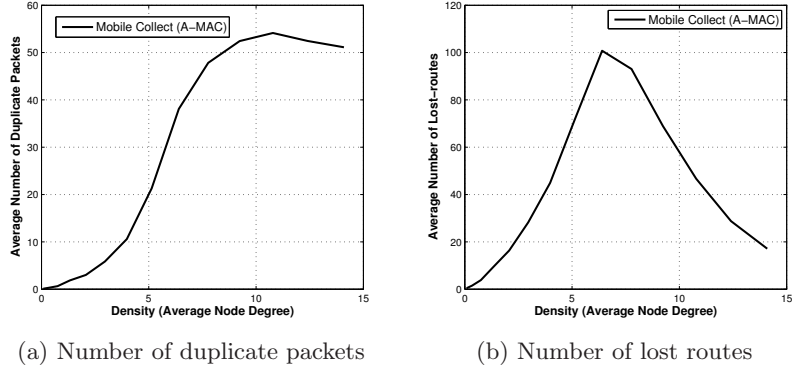 Mobile Collect (A−MAC)
Average Number of Duplicate Packets
60
50
40
30
20
10
0
0 5 10 15
Density (Average Node Degree)
(a) Number of duplicate packets
Mobile Collect (A−MAC)
Average Number of Lost−routes
120
100
80
60
40
20
0
0 5 10 15
Density (Average Node Degree)
(b) Number of lost routes